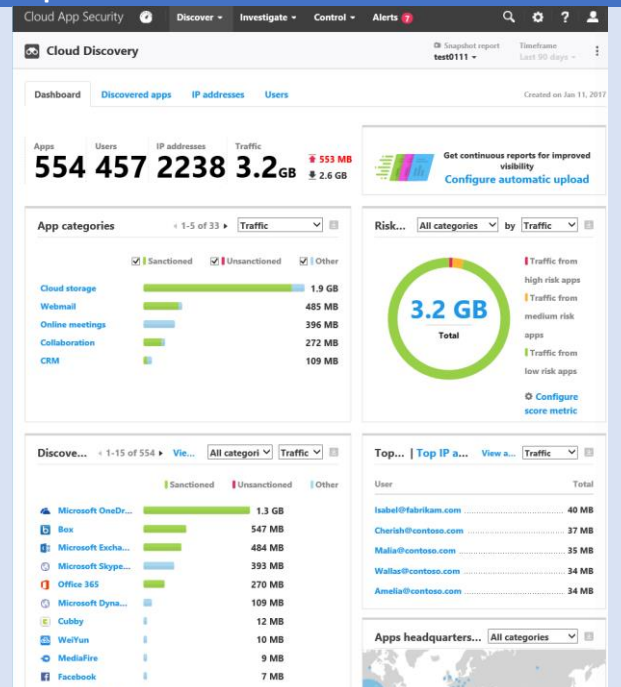 Cloud App Security Discover Investigate Control Alerts 7 ?
Cloud Discovery
Snapshot report
test0111
Timeframe
Last 90 days
Dashboard Discovered apps IP addresses Users
Created on Jan 11, 2017
Apps Users IP addresses Traffic
554 457 2238 3.2GB
553 MB
2.6 GB
Get continuous reports for improved
visibility
Configure automatic upload
App categories 1-5 of 33 Traffic
Sanctioned Unsanctioned Other
Cloud storage 1.9 GB
Webmail 485 MB
Online meetings 396 MB
Collaboration 272 MB
CRM 109 MB
Risk... All categories by Traffic
3.2 GB
Total
Traffic from
high risk apps
Traffic from
medium risk
apps
Traffic from
low risk apps
Configure
score metric
Discove... 1-15 of 554 Vie... All categori Traffic
Sanctioned Unsanctioned Other
Microsoft OneDr... 1.3 GB
Box 547 MB
Microsoft Excha... 484 MB
Microsoft Skype... 393 MB
Office 365 270 MB
Microsoft Dyna... 109 MB
Cubby 12 MB
WeiYun 10 MB
MediaFire 9 MB
Facebook 7 MB
Top... | Top IP a... View a... Traffic
User Total
Isabel@fabrikam.com 40 MB
Cherish@contoso.com 37 MB
Malia@contoso.com 35 MB
Wallas@contoso.com 34 MB
Amelia@contoso.com 34 MB
Apps headquarters... All categories